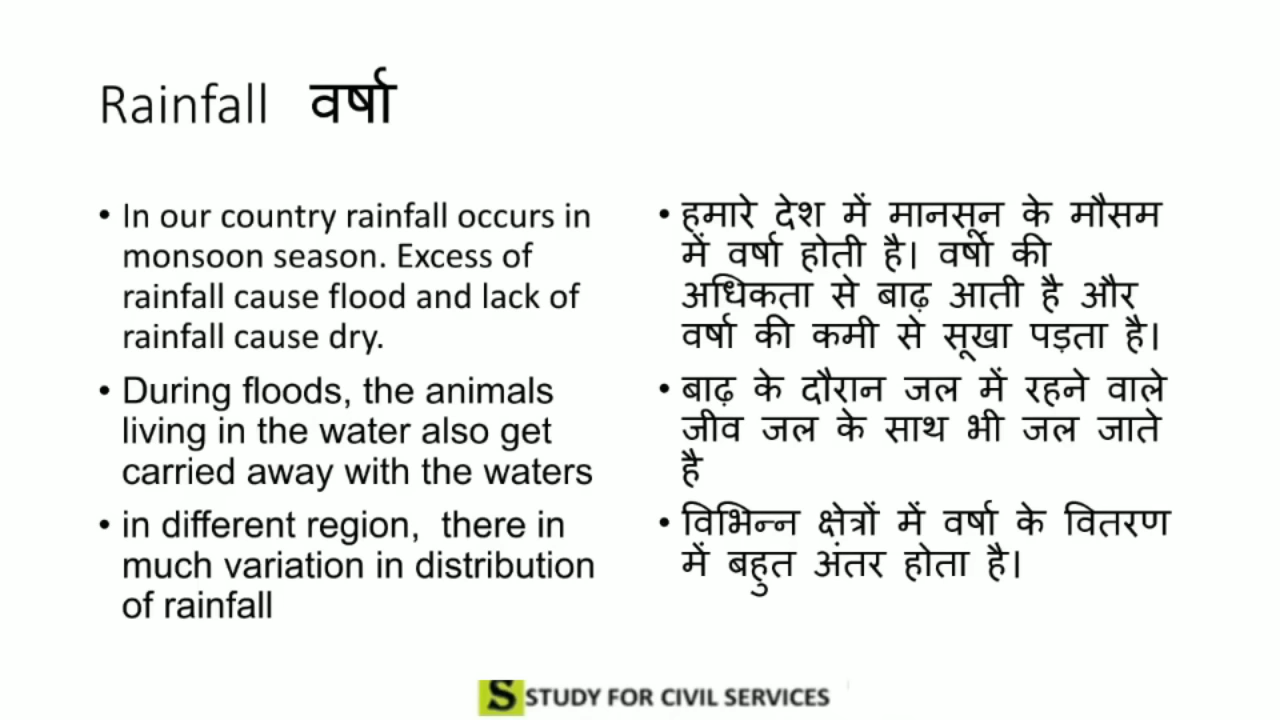 Rainfall वर्षा
• In our country rainfall occurs in
monsoon season. Excess of
rainfall cause flood and lack of
rainfall cause dry.
• During floods, the animals
living in the water also get
carried away with the waters
• in different region,  there in
much variation in distribution
of rainfall
• हमारे देश में मानसून के मौसम
में वर्षा होती है। वर्षा की
अधिकता से बाढ़ आती है और
वर्षा की कमी से सूखा पड़ता है।
• बाढ़ के दौरान जल में रहने वाले
जीव जल के साथ भी जल जाते
है
• विभिन्न क्षेत्रों में वर्षा के वितरण
में बहुत अंतर होता है।
S STUDY FOR CIVIL SERVICES